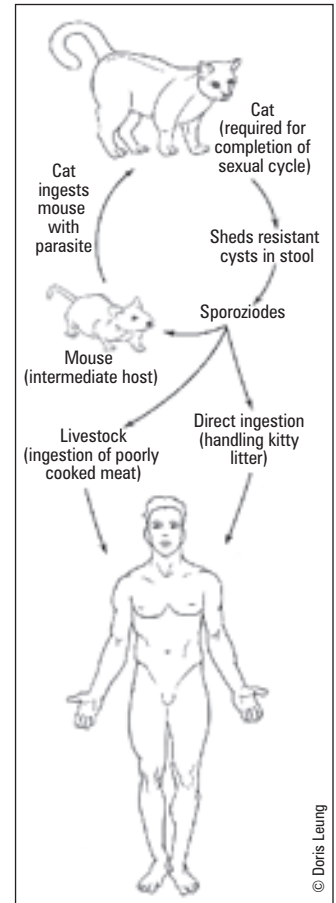 Cat
(required for
completion of
sexual cycle)
Cat
ingests
mouse
with
parasite
Sheds resistant
cysts in stool
Sporoziodes
Mouse
(intermediate host)
Livestock
(ingestion of poorly
cooked meat)
Direct ingestion
(handling kitty
litter)
© Doris Leung